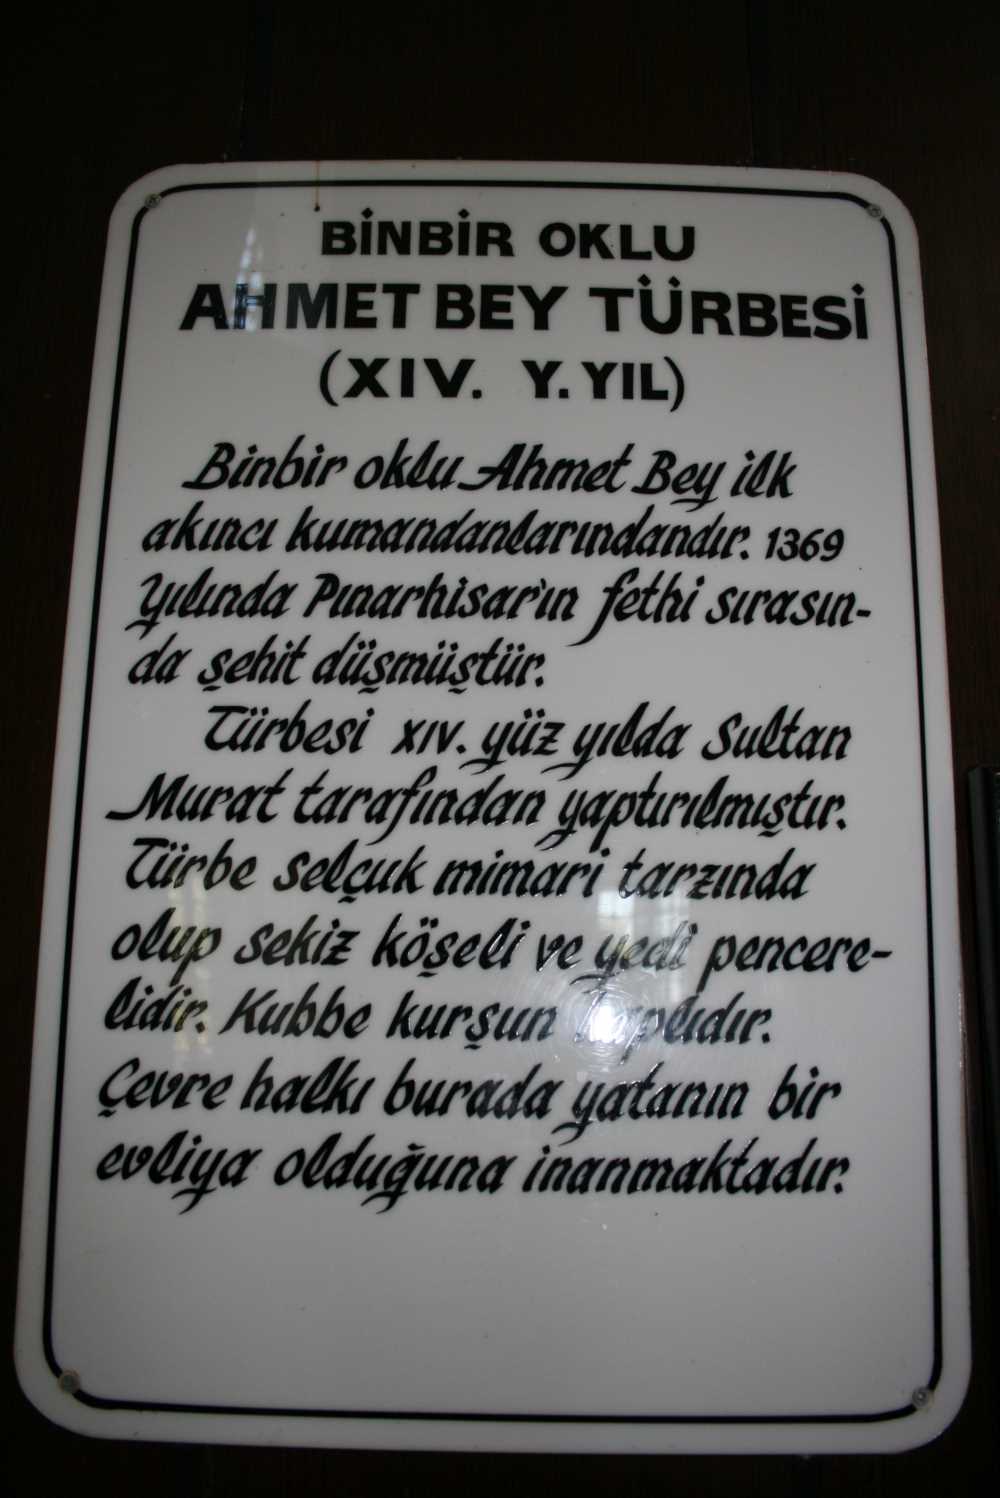 BİNBİR OKLU
AHMET BEY TÜRBESİ
(XIV. Y. YIL)
Binbir oklu Ahmet Bey ilk
akıncı kumandanlarındandır. 1369
Yılında Pınarhisar'ın fethi sırasın-
da şehit düşmüştür.
Türbesi XIV. yüz yılda Sultan
Murat tarafından yaptırılmıştır.
Türbe selçuk mimari tarzında
olup sekiz köşeli ve yedi pencere-
lidir. Kubbe kurşun kaplıdır.
Çevre halkı burada yatanın bir
evliya olduğuna inanmaktadır.